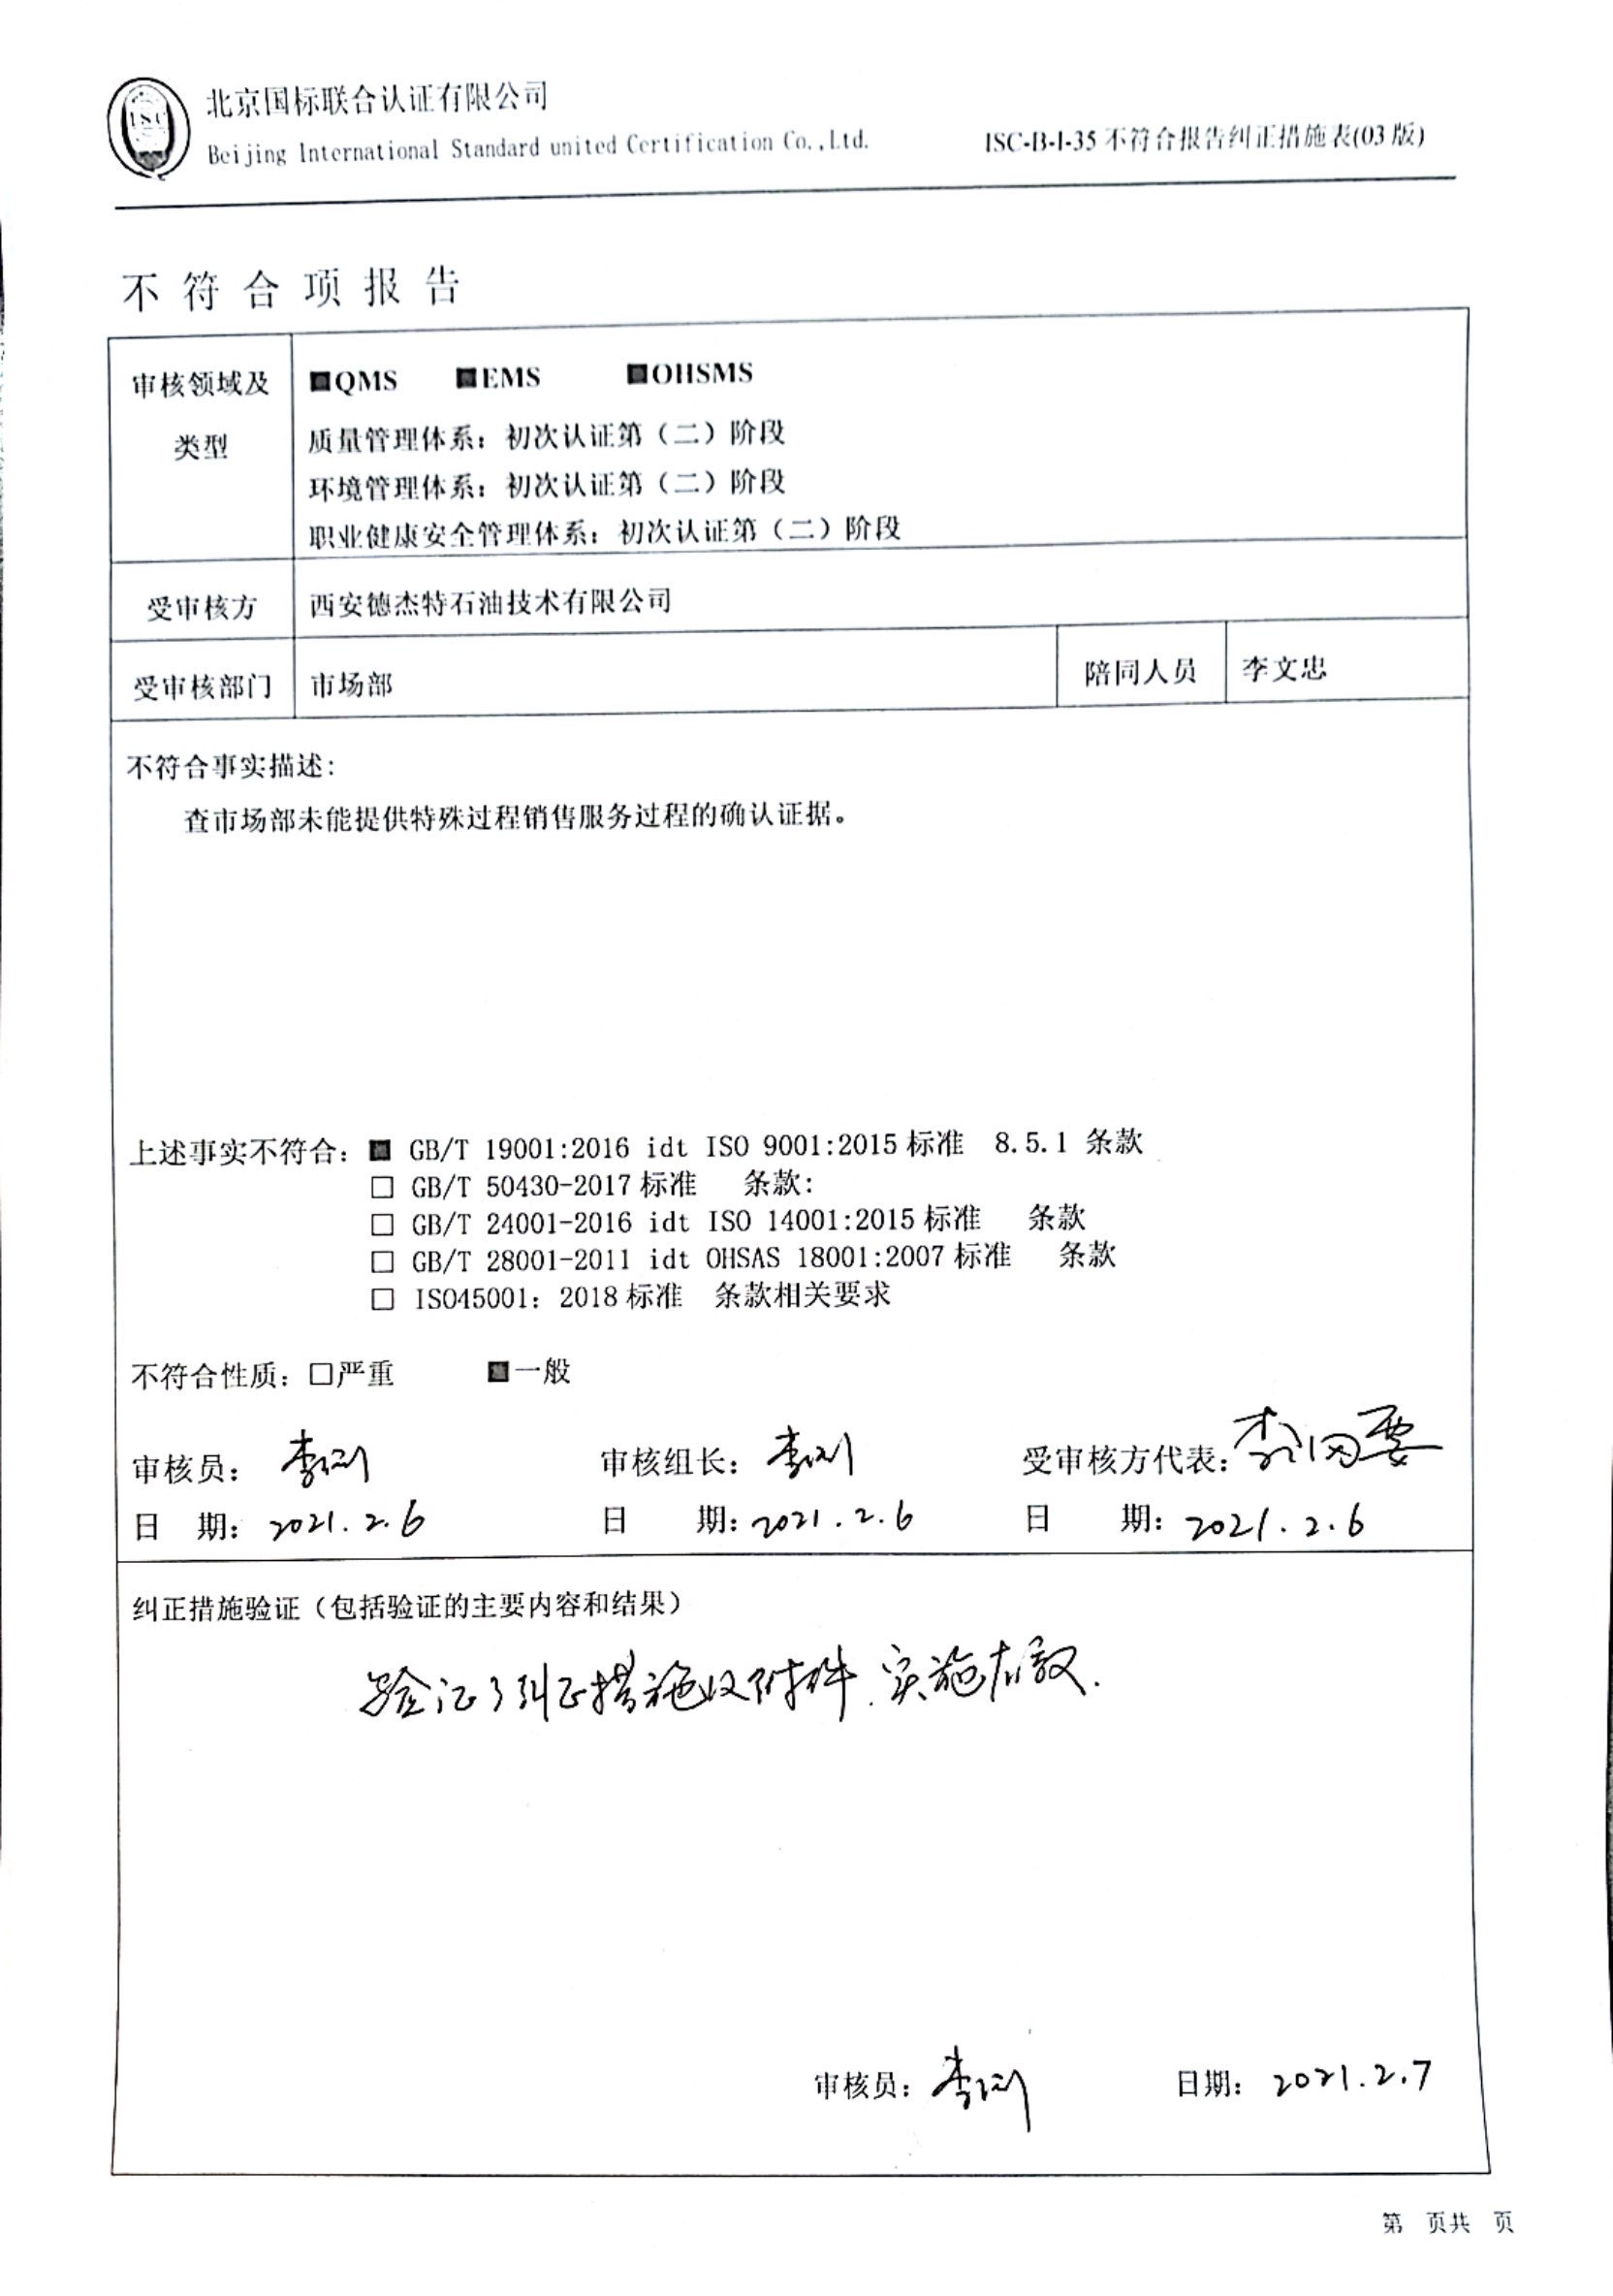 ISC
北京国标联合认证有限公司
Beijing International Standard united Certification Co.,Ltd.
ISC-B-I-35 不符合报告纠正措施表(03 版)
不符合项报告
审核领域及类型
■QMS ■EMS ■OHSMS
质量管理体系：初次认证第（二）阶段
环境管理体系：初次认证第（二）阶段
职业健康安全管理体系：初次认证第（二）阶段
受审核方 西安德杰特石油技术有限公司
受审核部门 市场部 陪同人员 李文忠
不符合事实描述:
查市场部未能提供特殊过程销售服务过程的确认证据。
上述事实不符合：■ GB/T 19001:2016 idt ISO 9001:2015 标准 8.5.1 条款
□ GB/T 50430-2017 标准 条款:
□ GB/T 24001-2016 idt ISO 14001:2015 标准 条款
□ GB/T 28001-2011 idt OHSAS 18001:2007 标准 条款
□ ISO45001：2018 标准 条款相关要求
不符合性质：□严重 ■一般
审核员： 审核组长： 受审核方代表：
日 期：2021.2.6 日 期：2021.2.6 日 期：2021.2.6
纠正措施验证（包括验证的主要内容和结果）
验证了纠正措施及附件.实施有效.
审核员： 日期：2021.2.7
第 页共 页